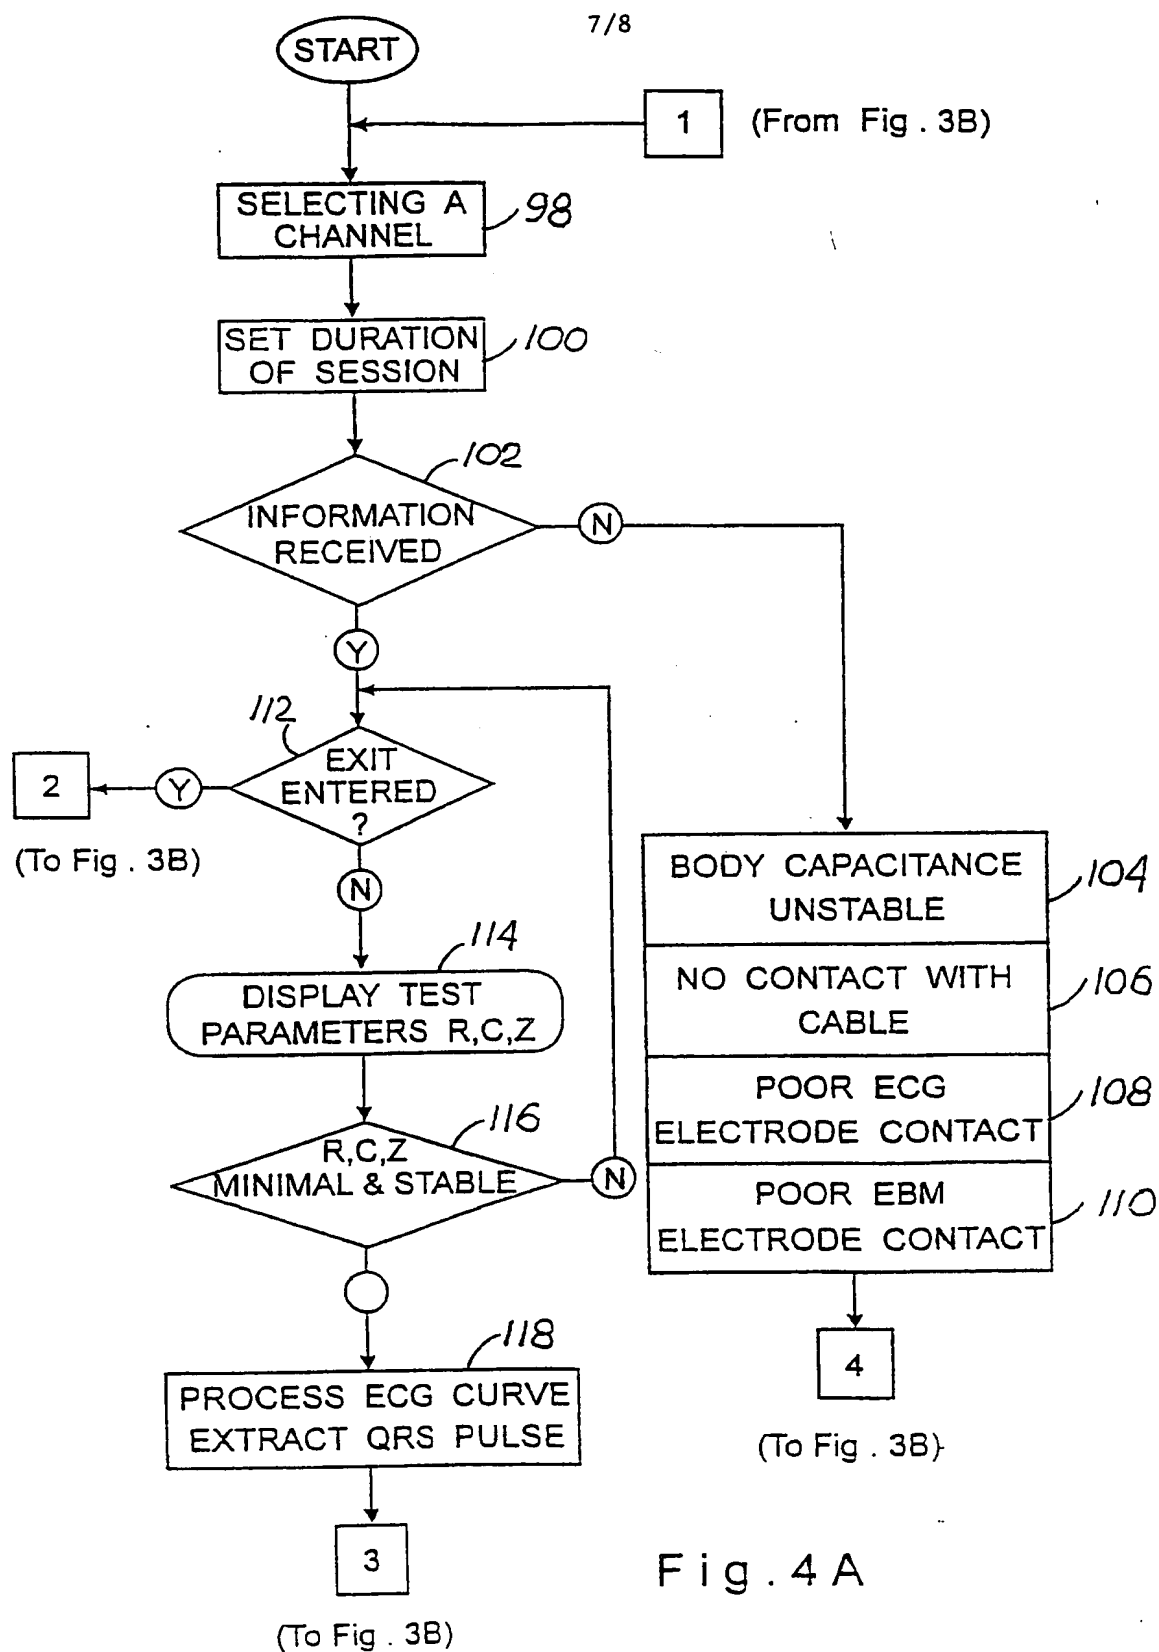 7/8
START
1 (From Fig. 3B)
SELECTING A
CHANNEL
98
SET DURATION
OF SESSION
100
102
INFORMATION
RECEIVED
N
Y
112
EXIT
ENTERED
?
Y
2
(To Fig. 3B)
N
114
DISPLAY TEST
PARAMETERS R,C,Z
116
R,C,Z
MINIMAL & STABLE
N
118
PROCESS ECG CURVE
EXTRACT QRS PULSE
3
(To Fig. 3B)
BODY CAPACITANCE
UNSTABLE
104
NO CONTACT WITH
CABLE
106
POOR ECG
ELECTRODE CONTACT
108
POOR EBM
ELECTRODE CONTACT
110
4
(To Fig. 3B)
Fig. 4A